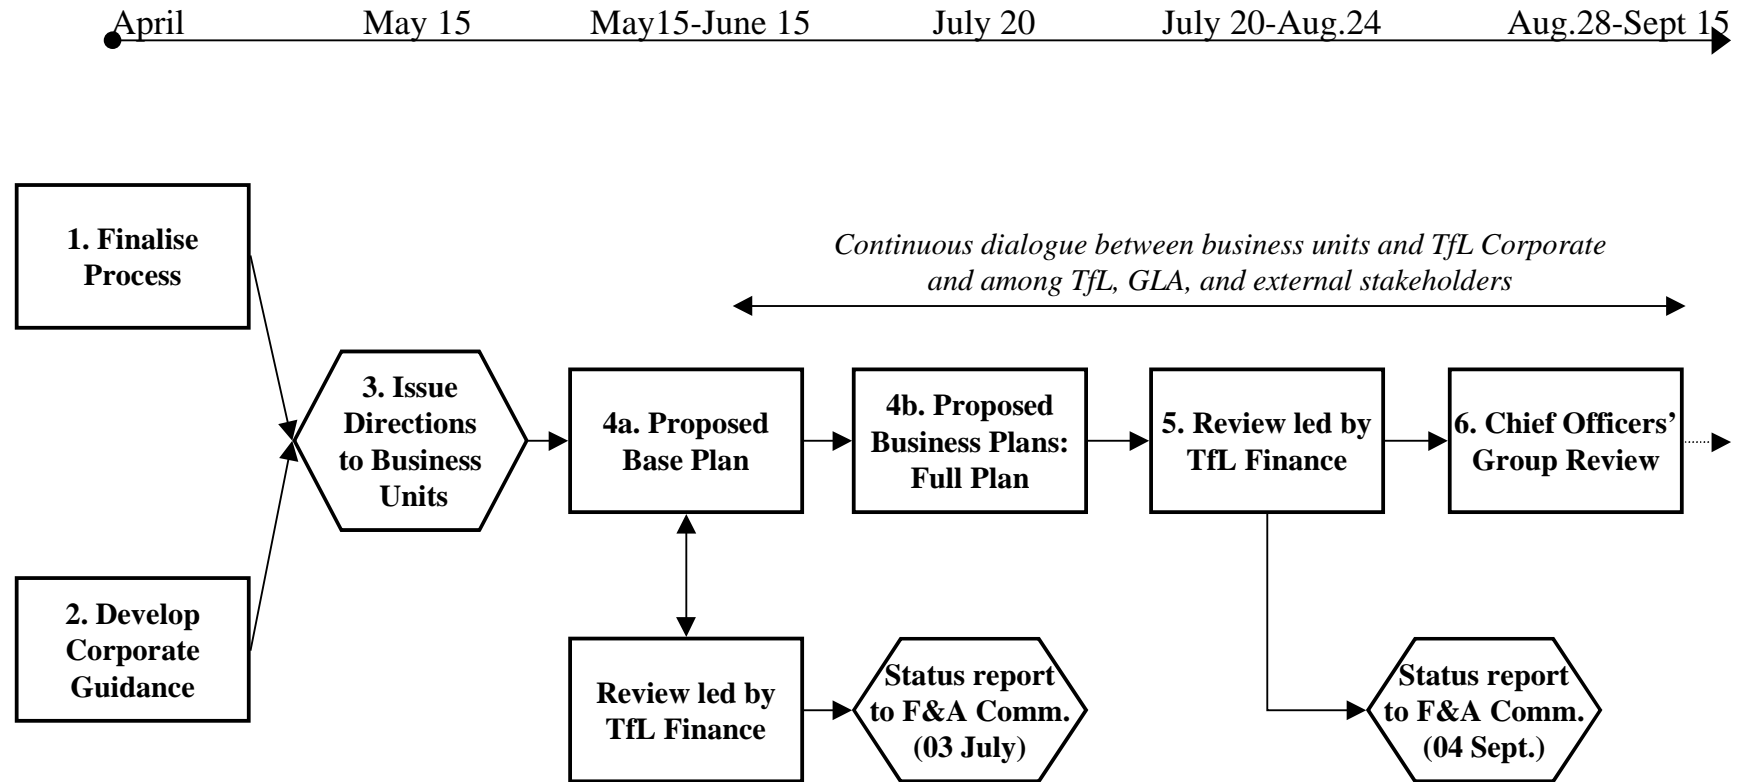 April
May 15
May15-June 15
July 20
July 20-Aug.24
Aug.28-Sept 15
1. Finalise
Process
Continuous dialogue between business units and TfL Corporate
and among TfL, GLA, and external stakeholders
3. Issue
Directions
to Business
Units
4a. Proposed
Base Plan
4b. Proposed
Business Plans:
Full Plan
5. Review led by
TfL Finance
6. Chief Officers’
Group Review
2. Develop
Corporate
Guidance
Review led by
TfL Finance
Status report
to F&A Comm.
(03 July)
Status report
to F&A Comm.
(04 Sept.)